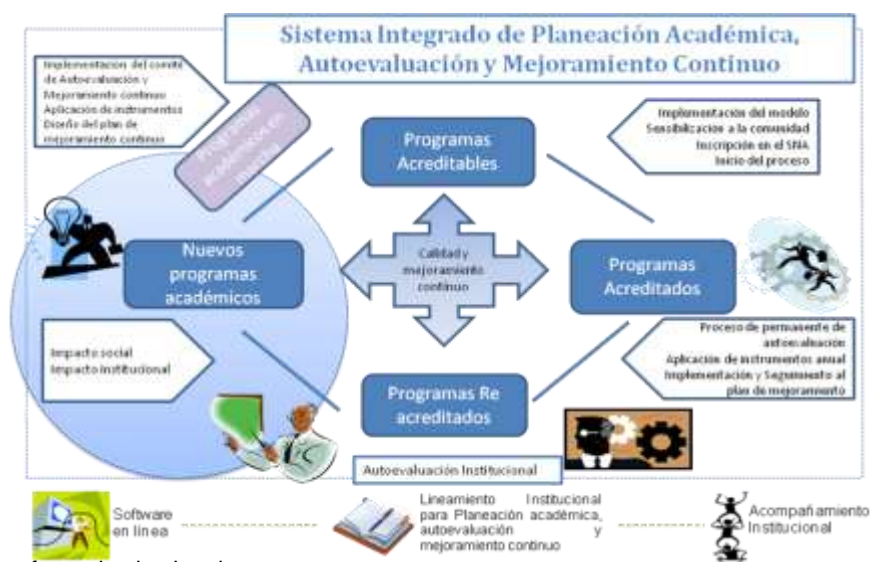 Sistema Integrado de Planeación Académica,
Autoevaluación y Mejoramiento Continuo
Implementación del comité
de Autoevaluación y
Mejoramiento continuo
Aplicación de instrumentos
Diseño del plan de
mejoramiento continuo
Programas
académicos en
marcha
Programas
Acreditables
Implementación del modelo
Sensibilización a la comunidad
Inscripción en el SNA
Inicio del proceso
Nuevos
programas
académicos
Calidad y
mejoramiento
continuo
Programas
Acreditados
Impacto social
Impacto institucional
Proceso de permanente de
autoevaluación
Aplicación de instrumentos anual
Implementación y Seguimiento al
plan de mejoramiento
Programas Re
acreditados
Autoevaluación Institucional
Software
en línea
Lineamiento Institucional
para Planeación académica,
autoevaluación y
mejoramiento continuo
Acompañamiento
Institucional